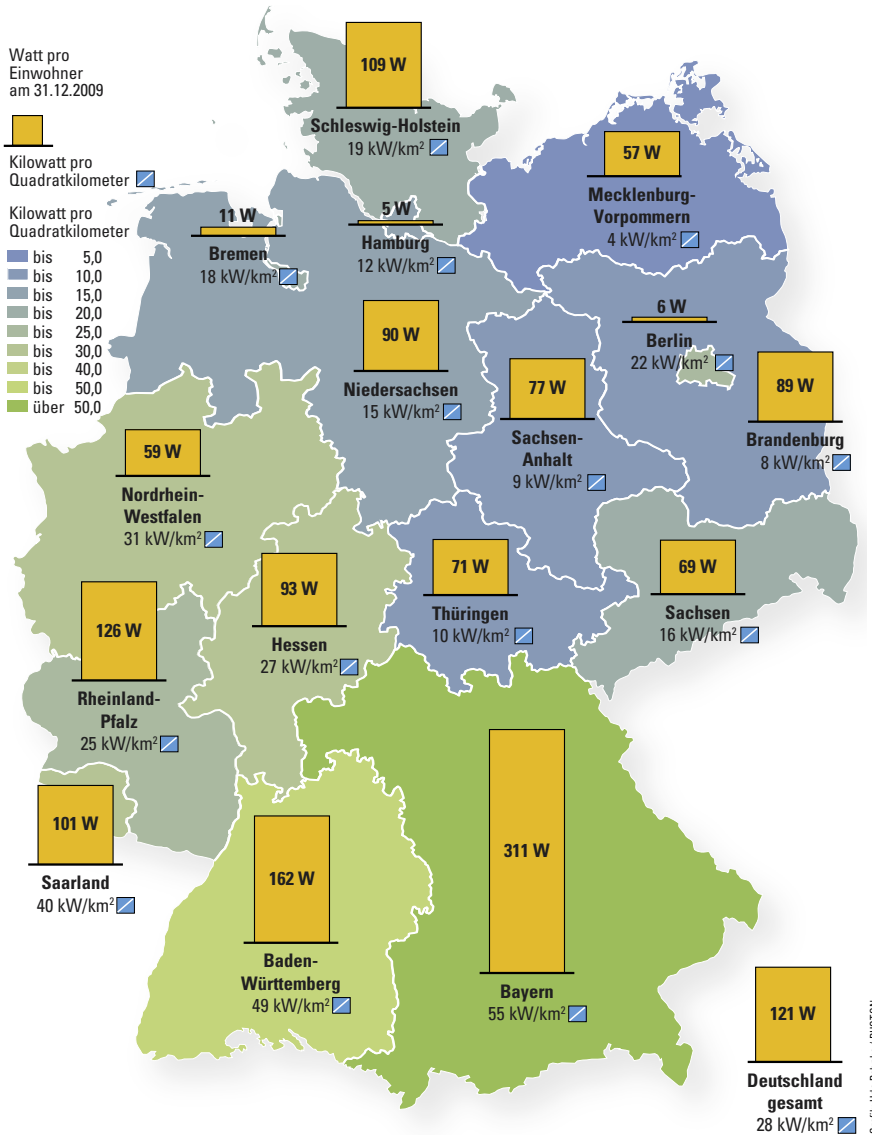 Watt pro
Einwohner
am 31.12.2009
Kilowatt pro
Quadratkilometer
Kilowatt pro
Quadratkilometer
bis 5,0
bis 10,0
bis 15,0
bis 20,0
bis 25,0
bis 30,0
bis 40,0
bis 50,0
über 50,0
109 W
Schleswig-Holstein
19 kW/km²
57 W
Mecklenburg-
Vorpommern
4 kW/km²
11 W
Bremen
18 kW/km²
5 W
Hamburg
12 kW/km²
90 W
Niedersachsen
15 kW/km²
6 W
Berlin
22 kW/km²
77 W
Sachsen-
Anhalt
9 kW/km²
89 W
Brandenburg
8 kW/km²
59 W
Nordrhein-
Westfalen
31 kW/km²
93 W
Hessen
27 kW/km²
71 W
Thüringen
10 kW/km²
69 W
Sachsen
16 kW/km²
126 W
Rheinland-
Pfalz
25 kW/km²
101 W
Saarland
40 kW/km²
162 W
Baden-
Württemberg
49 kW/km²
311 W
Bayern
55 kW/km²
121 W
Deutschland
gesamt
28 kW/km²